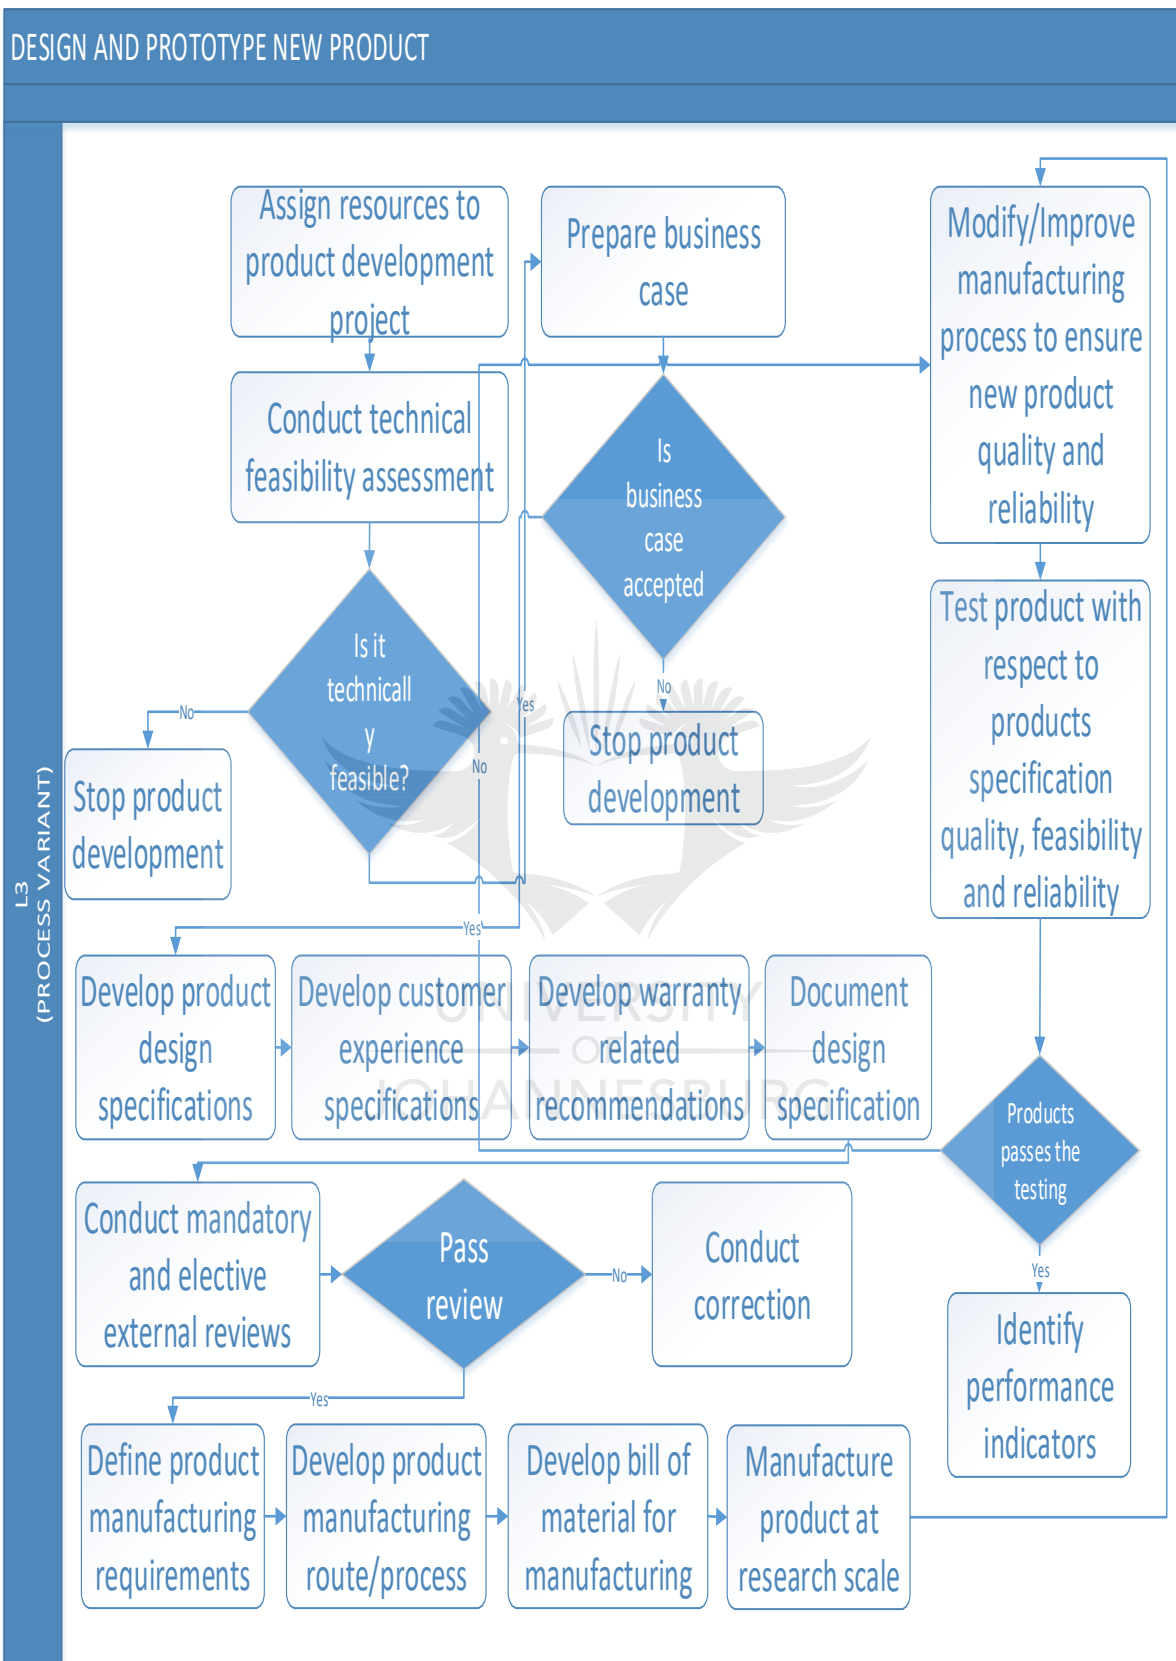 DESIGN AND PROTOTYPE NEW PRODUCT
L3
(PROCESS VARIANT)
Assign resources to
product development
project
Prepare business
case
Modify/Improve
manufacturing
process to ensure
new product
quality and
reliability
Conduct technical
feasibility assessment
Is
business
case
accepted
Is it
technicall
y
feasible?
No
Yes
No
No
Stop product
development
Stop product
development
Test product with
respect to
products
specification
quality, feasibility
and reliability
Yes
Develop product
design
specifications
Develop customer
experience
specifications
Develop warranty
related
recommendations
Document
design
specification
UNIVERSITY
OF
JOHANNESBURG
Products
passes the
testing
Yes
Conduct mandatory
and elective
external reviews
Pass
review
No
Conduct
correction
Identify
performance
indicators
Yes
Define product
manufacturing
requirements
Develop product
manufacturing
route/process
Develop bill of
material for
manufacturing
Manufacture
product at
research scale